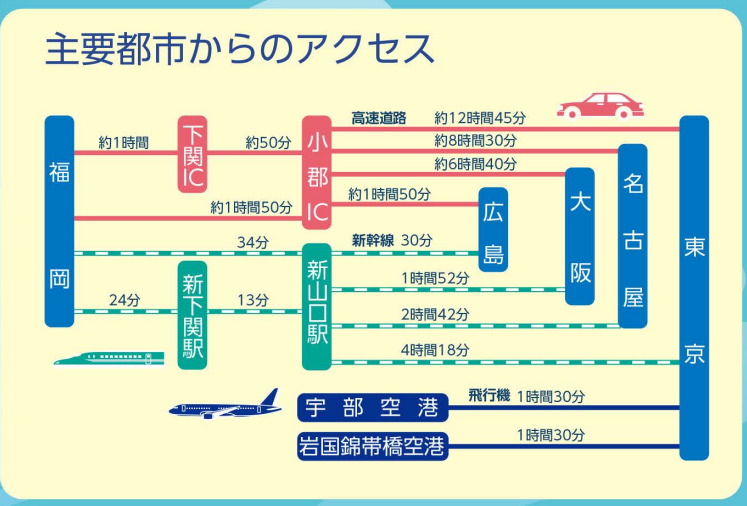 主要都市からのアクセス
高速道路 約12時間45分
約1時間
下関IC
約50分
小郡IC
約8時間30分
約6時間40分
福岡
約1時間50分
約1時間50分
広島
大阪
名古屋
東京
34分
新幹線 30分
新下関駅
新山口駅
1時間52分
24分
13分
2時間42分
4時間18分
宇部空港
飛行機 1時間30分
岩国錦帯橋空港
1時間30分